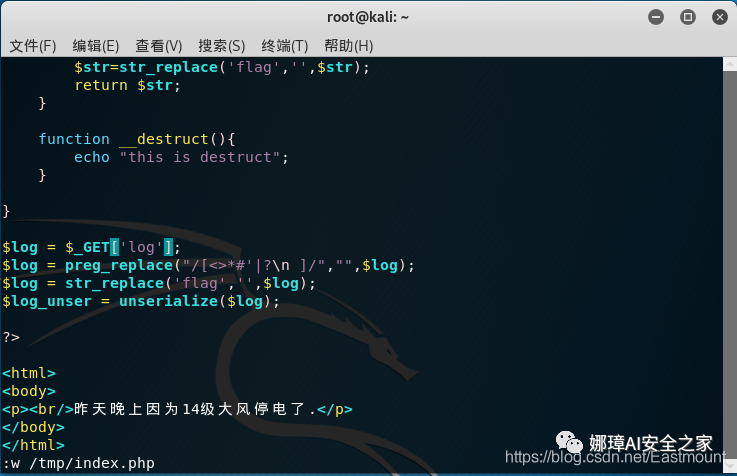 root@kali: ~
文件(F) 编辑(E) 查看(V) 搜索(S) 终端(T) 帮助(H)
        $str=str_replace('flag','',$str);
        return $str;
    }

    function __destruct(){
        echo "this is destruct";
    }

}

$log = $_GET['log'];
$log = preg_replace("/[<>*#'|?\n ]/","",$log);
$log = str_replace('flag','',$log);
$log_unser = unserialize($log);

?>

<html>
<body>
<p><br/>昨天晚上因为14级大风停电了.</p>
</body>
</html>
:w /tmp/index.php
娜璋AI安全之家
https://blog.csdn.net/Eastmount